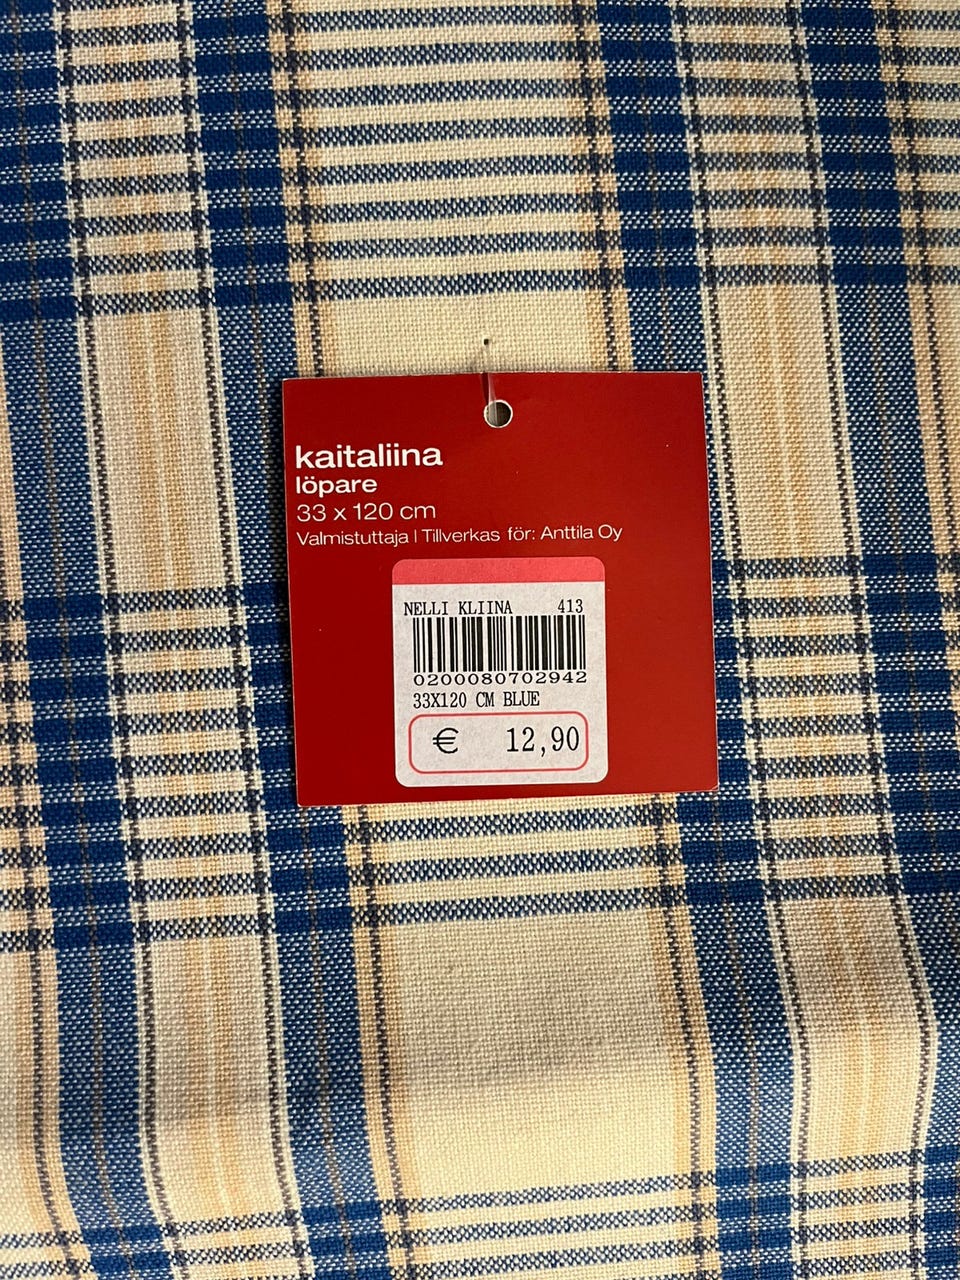 kaitaliina
löpare
33 x 120 cm
Valmistuttaja | Tillverkas för: Anttila Oy
NELLI KLIINA 413
0200080702942
33X120 CM BLUE
€ 12,90